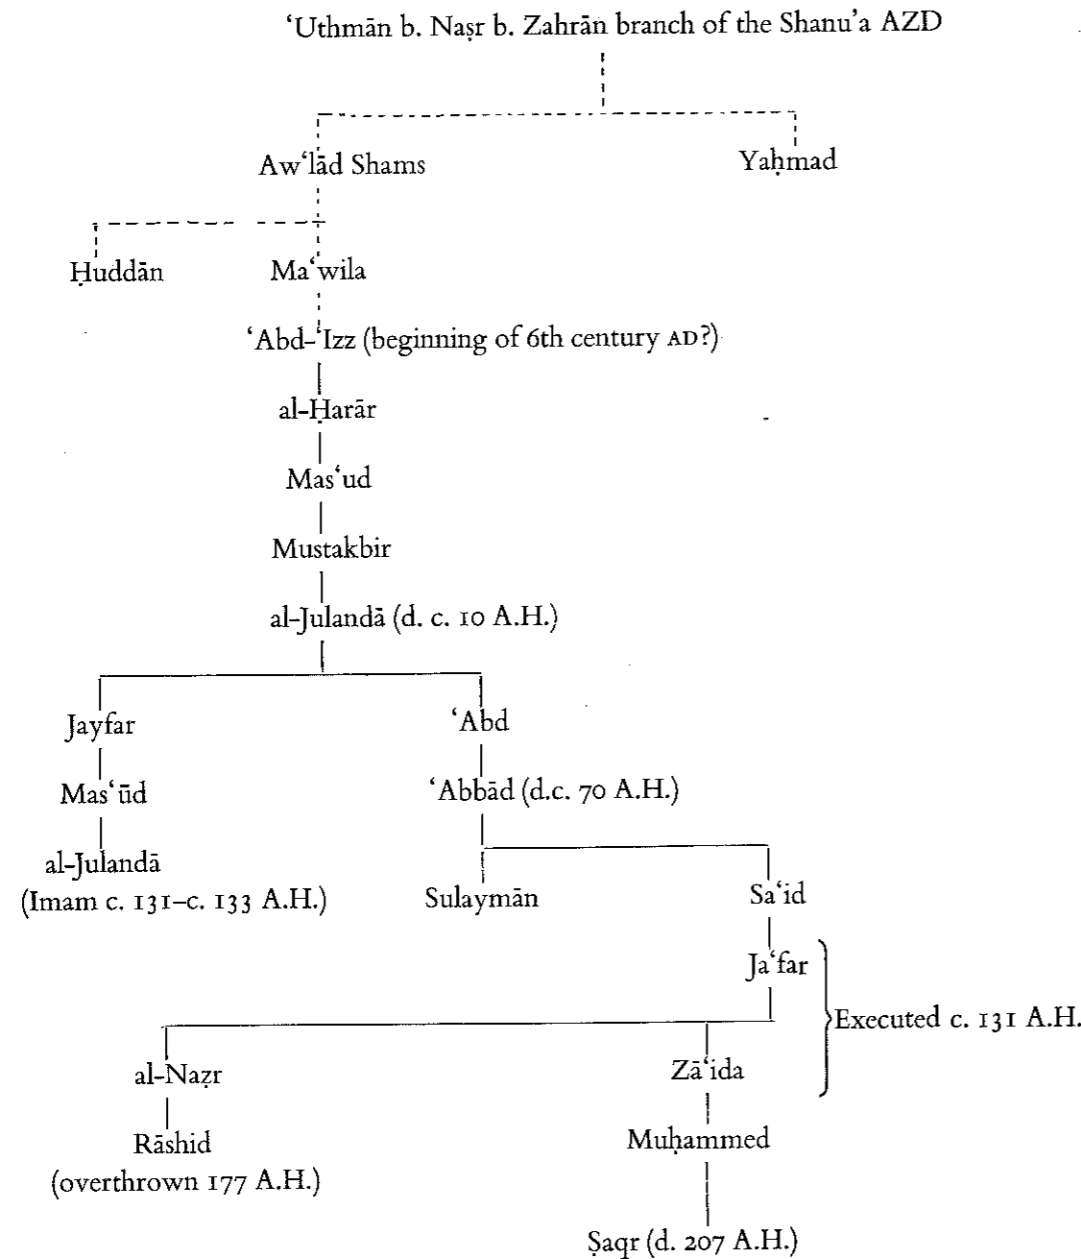 ‘Uthmān b. Naṣr b. Zahrān branch of the Shanu’a AZD
Aw‘lād Shams
Yaḥmad
Ḥuddān
Ma‘wila
‘Abd-‘Izz (beginning of 6th century AD?)
al-Ḥarār
Mas‘ud
Mustakbir
al-Julandā (d. c. 10 A.H.)
Jayfar
‘Abd
Mas‘ūd
‘Abbād (d.c. 70 A.H.)
al-Julandā
(Imam c. 131–c. 133 A.H.)
Sulaymān
Sa‘id
Ja‘far
Executed c. 131 A.H.
al-Naẓr
Zā‘ida
Rāshid
(overthrown 177 A.H.)
Muḥammed
Ṣaqr (d. 207 A.H.)